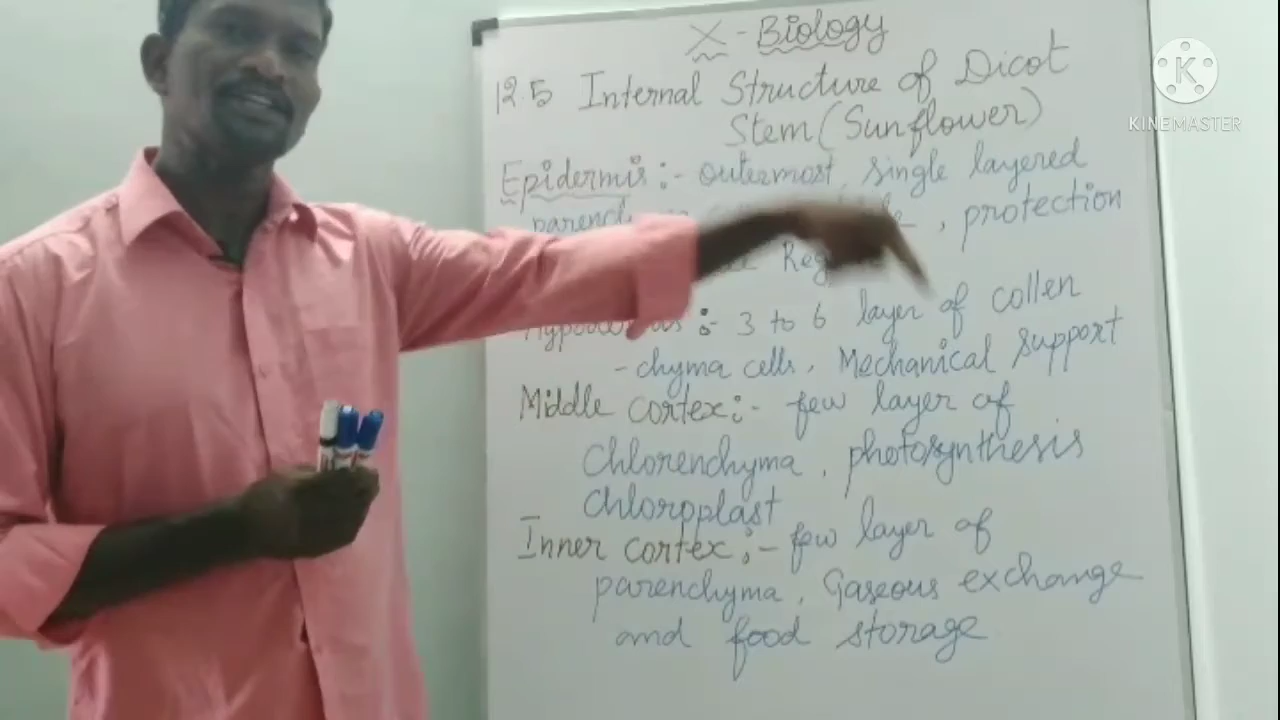 X - Biology
12.5 Internal Structure of Dicot
Stem (Sunflower)
Epidermis :- outermost, single layered
, protection
:- 3 to 6 layer of collen
- chyma cells, Mechanical support
Middle cortex :- few layer of
Chlorenchyma, photosynthesis
Chloroplast
Inner cortex :- few layer of
parenchyma, Gaseous exchange
and food storage
K
KINEMASTER